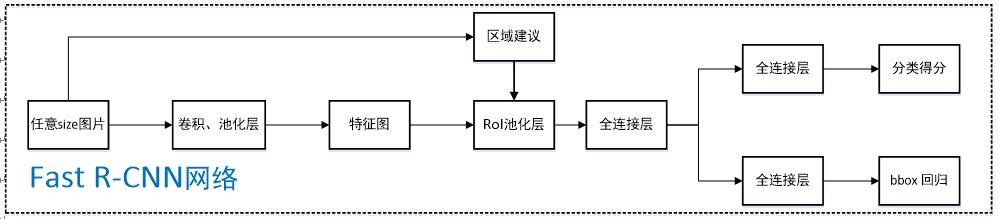 区域建议
全连接层
分类得分
任意size图片
卷积、池化层
特征图
RoI池化层
全连接层
Fast R-CNN网络
全连接层
bbox 回归